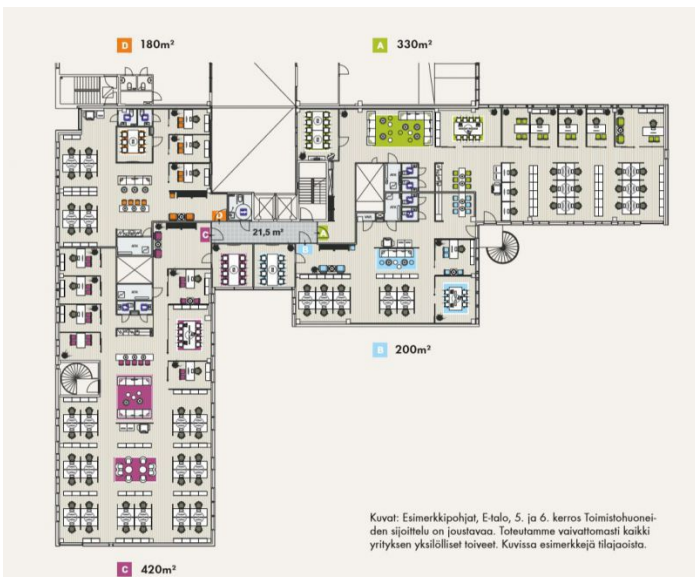 D 180m²
A 330m²
D
C
21,5 m²
A
B
B 200m²
Kuvat: Esimerkkipohjat, E-talo, 5. ja 6. kerros Toimistohuonei-
den sijoittelu on joustavaa. Toteutamme vaivattomasti kaikki
yrityksen yksilölliset toiveet. Kuvissa esimerkkejä tilajaoista.
C 420m²